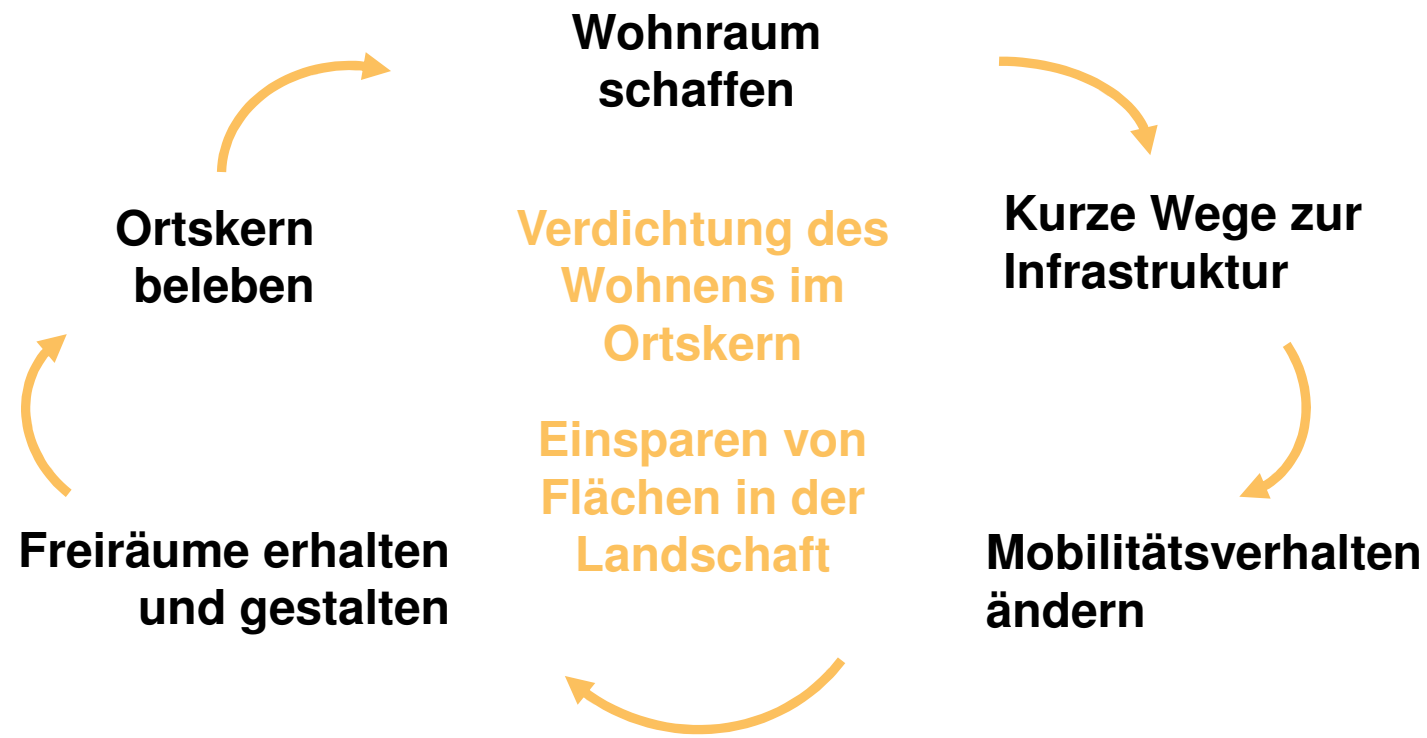 Wohnraum
schaffen
Kurze Wege zur
Infrastruktur
Mobilitätsverhalten
ändern
Freiräume erhalten
und gestalten
Ortskern
beleben
Verdichtung des
Wohnens im
Ortskern
Einsparen von
Flächen in der
Landschaft